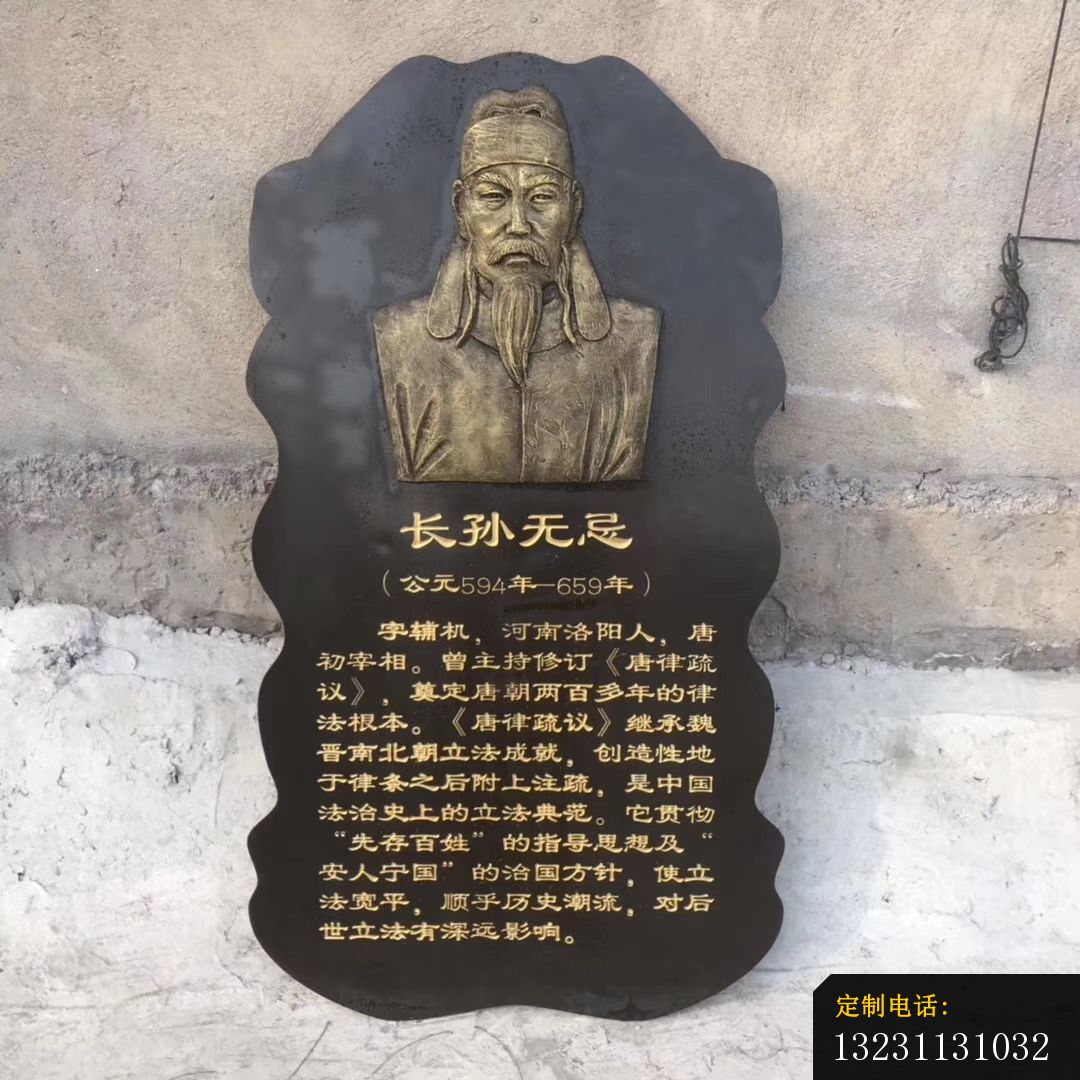 长孙无忌
（公元594年—659年）
字辅机，河南洛阳人，唐
初宰相。曾主持修订《唐律疏
议》，奠定唐朝两百多年的律
法根本。《唐律疏议》继承魏
晋南北朝立法成就，创造性地
于律条之后附上注疏，是中国
法治史上的立法典范。它贯彻
“先存百姓”的指导思想及“
安人宁国”的治国方针，使立
法宽平，顺乎历史潮流，对后
世立法有深远影响。
定制电话：
13231131032